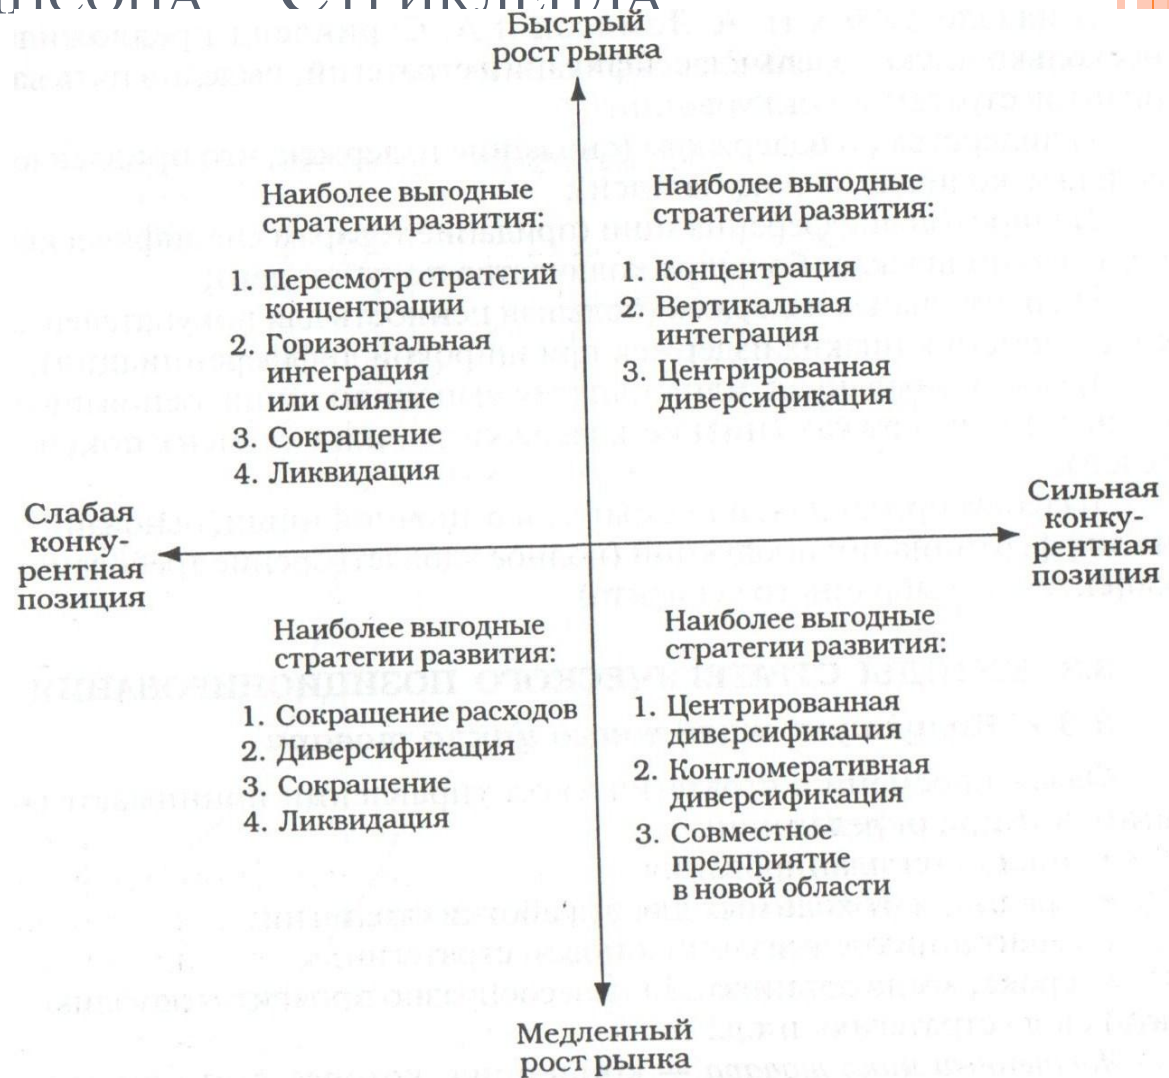 Быстрый
рост рынка
Наиболее выгодные
стратегии развития:
1. Пересмотр стратегий
концентрации
2. Горизонтальная
интеграция
или слияние
3. Сокращение
4. Ликвидация
Наиболее выгодные
стратегии развития:
1. Концентрация
2. Вертикальная
интеграция
3. Центрированная
диверсификация
Слабая
конку-
рентная
позиция
Сильная
конку-
рентная
позиция
Наиболее выгодные
стратегии развития:
1. Сокращение расходов
2. Диверсификация
3. Сокращение
4. Ликвидация
Наиболее выгодные
стратегии развития:
1. Центрированная
диверсификация
2. Конгломеративная
диверсификация
3. Совместное
предприятие
в новой области
Медленный
рост рынка